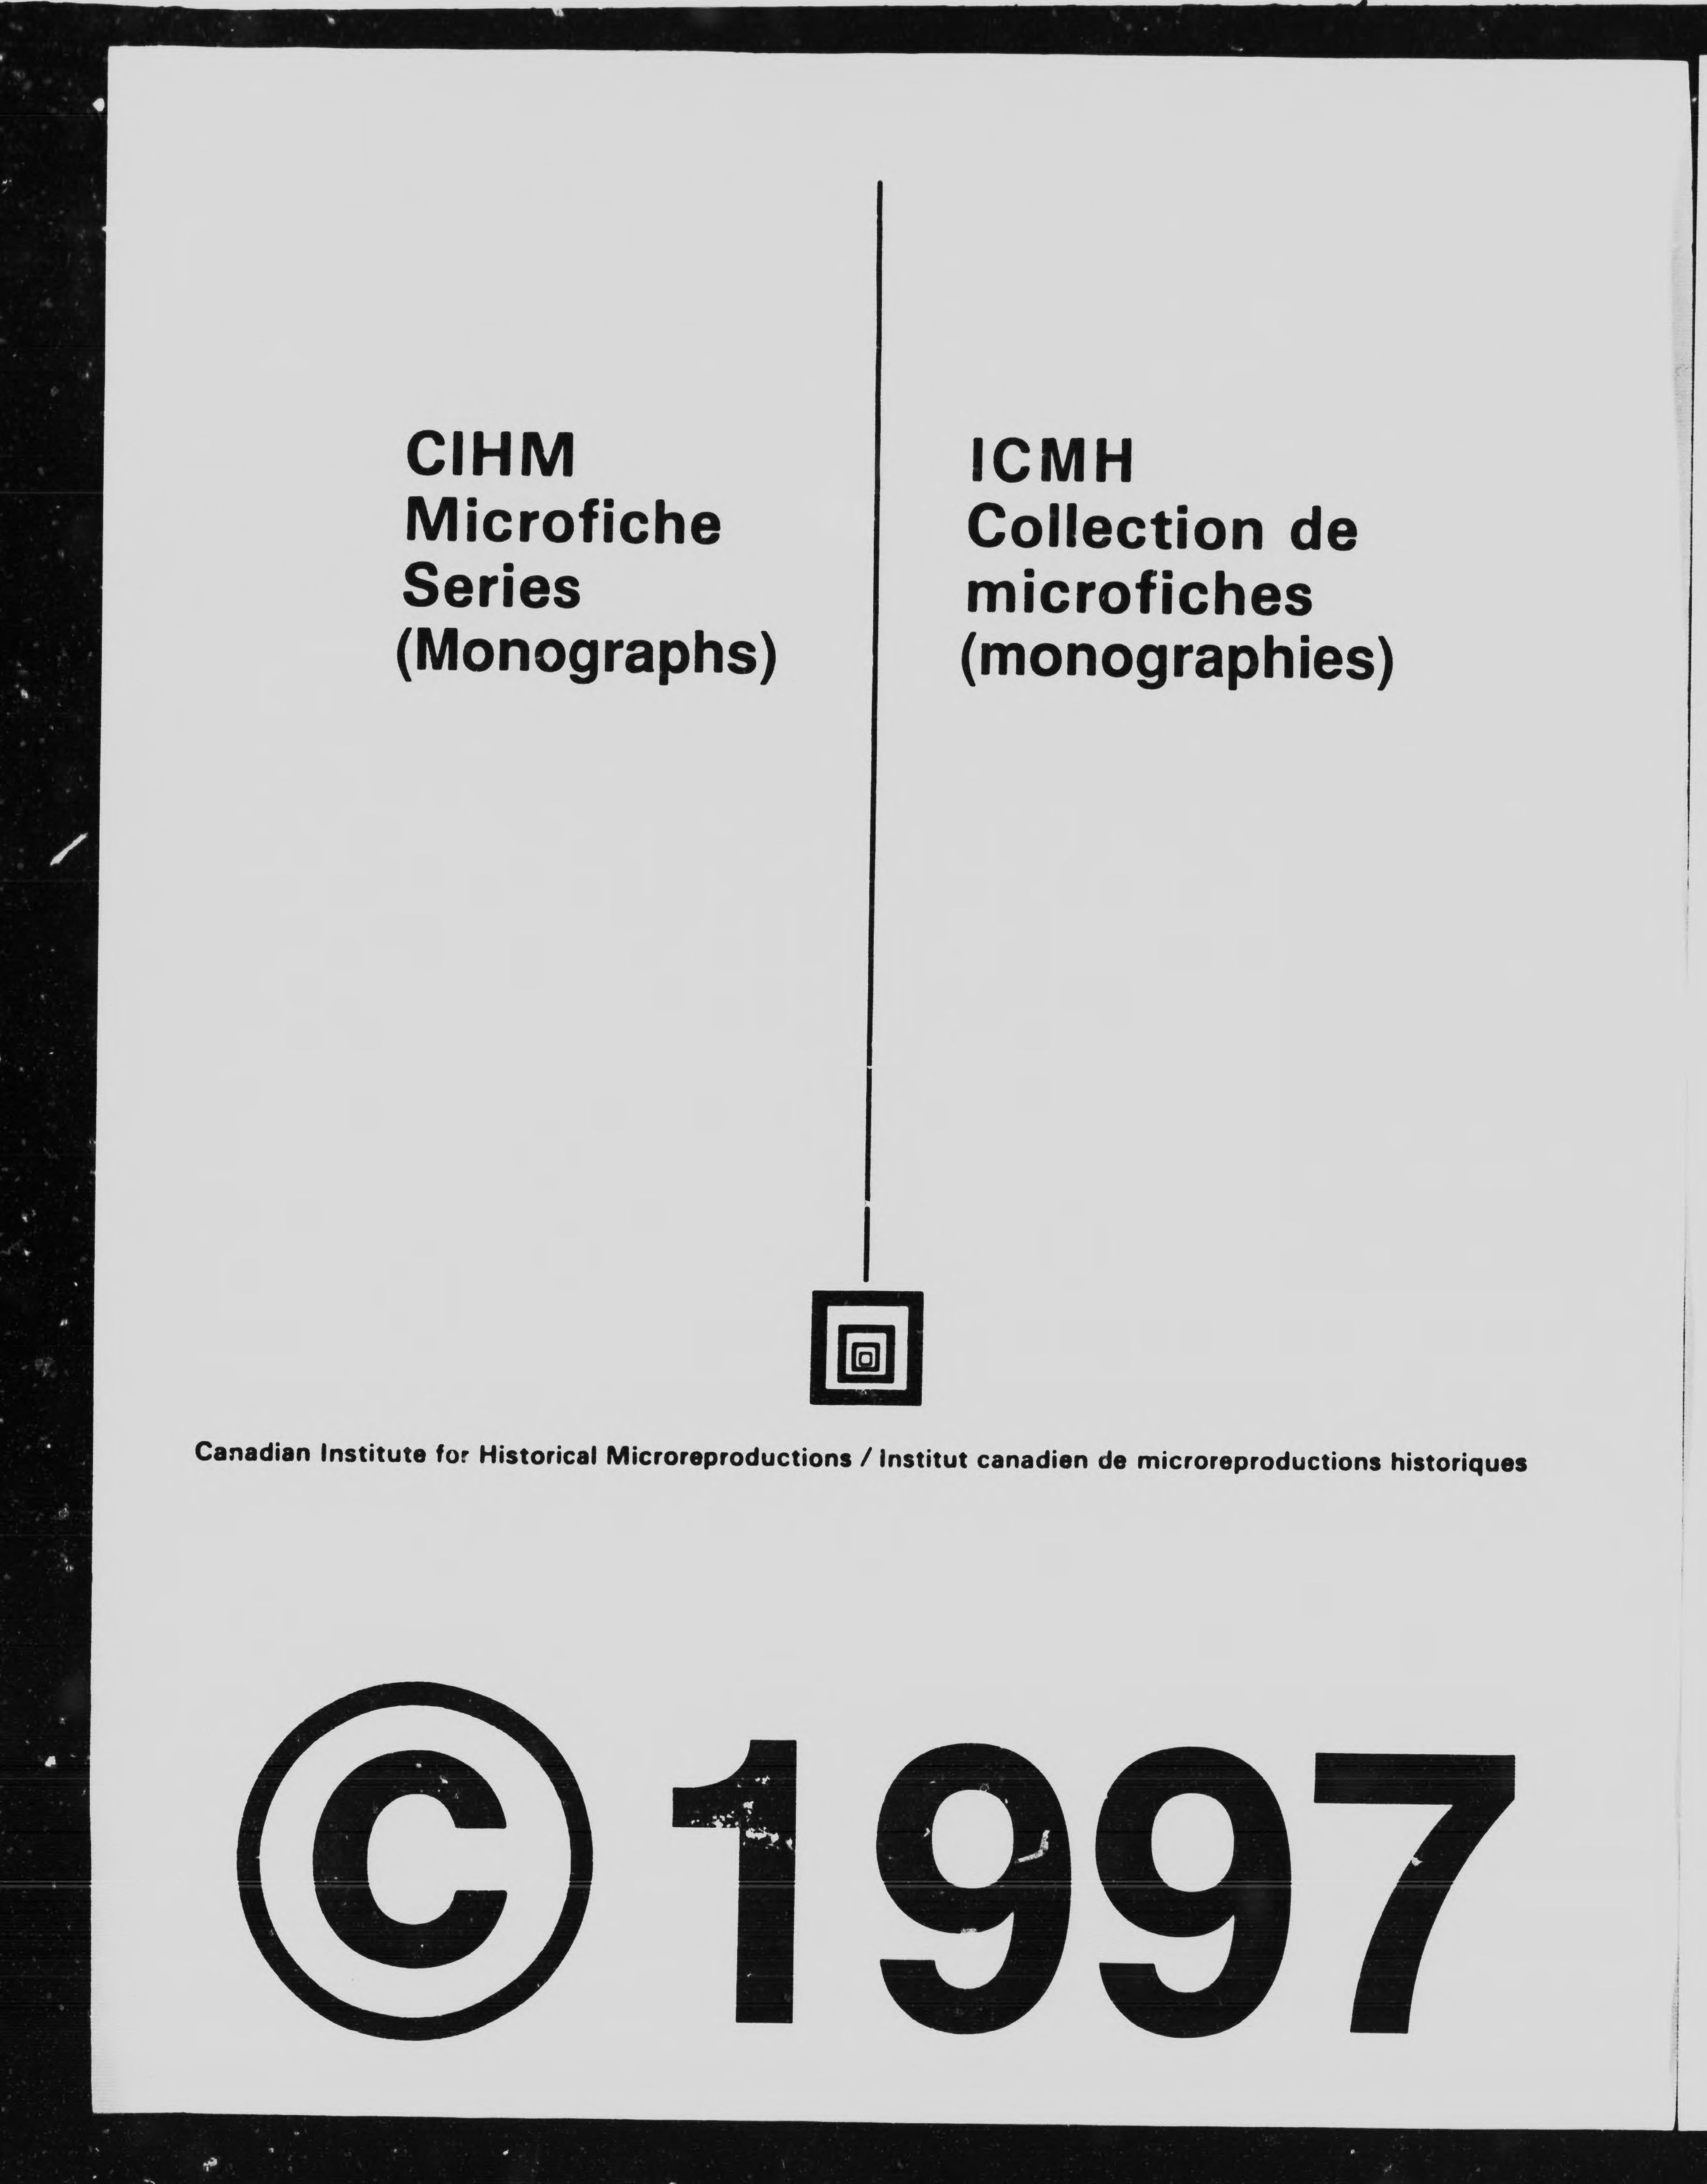 CIHM
Microfiche
Series
(Monographs)
ICMH
Collection de
microfiches
(monographies)
Canadian Institute for Historical Microreproductions / Institut canadien de microreproductions historiques
©1997